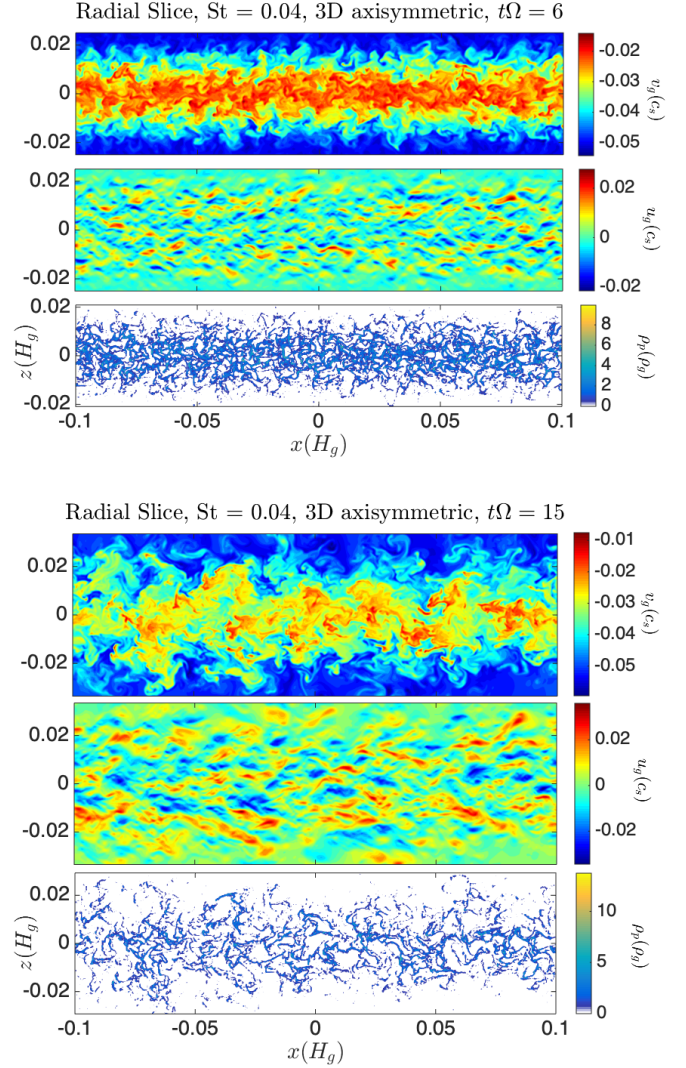 Radial Slice, St = 0.04, 3D axisymmetric, tΩ = 6
0.02
0
-0.02
-0.02
-0.03
-0.04
-0.05
v_g(c_s)
0.02
0
-0.02
0.02
0
-0.02
u_g(c_s)
0.02
0
-0.02
z(H_g)
8
6
4
2
0
ρ_p(ρ_g)
-0.1 -0.05 0 0.05 0.1
x(H_g)
Radial Slice, St = 0.04, 3D axisymmetric, tΩ = 15
0.02
0
-0.02
-0.01
-0.02
-0.03
-0.04
-0.05
v_g(c_s)
0.02
0
-0.02
0.02
0
-0.02
u_g(c_s)
0.02
0
-0.02
z(H_g)
10
5
0
ρ_p(ρ_g)
-0.1 -0.05 0 0.05 0.1
x(H_g)